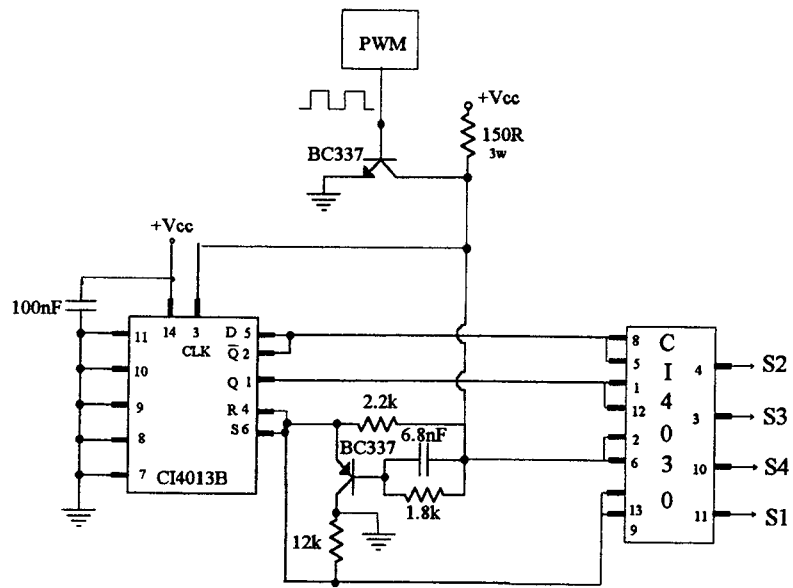 PWM
+Vcc
150R
3w
BC337
+Vcc
100nF
14 3
CLK
11
10
9
8
7
D 5
Q̅ 2
Q 1
R 4
S 6
CI4013B
2.2k
BC337
6.8nF
1.8k
12k
8
5
1
12
2
6
13
9
C
I
4
0
3
0
4
3
10
11
S2
S3
S4
S1